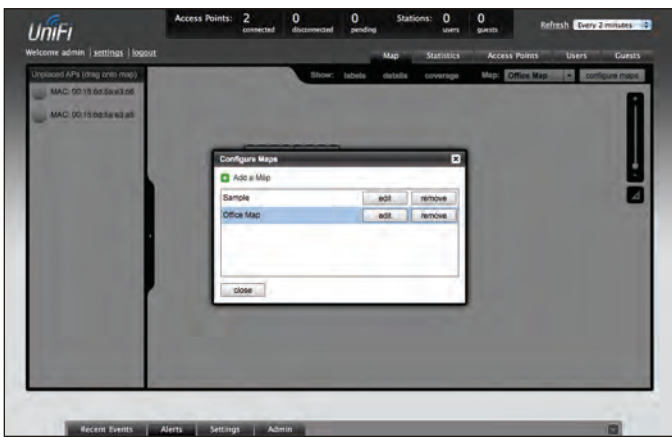 UniFi
Access Points: 2 connected 0 disconnected 0 pending Stations: 0 users 0 guests
Refresh Every 2 minutes
Welcome admin | settings | logout
Map Statistics Access Points Users Guests
Unplaced APs (drag onto map)
Show: labels details coverage Map: Office Map configure maps
Configure Maps
Add a Map
Sample edit remove
Office Map edit remove
close
Recent Events Alerts Settings Admin